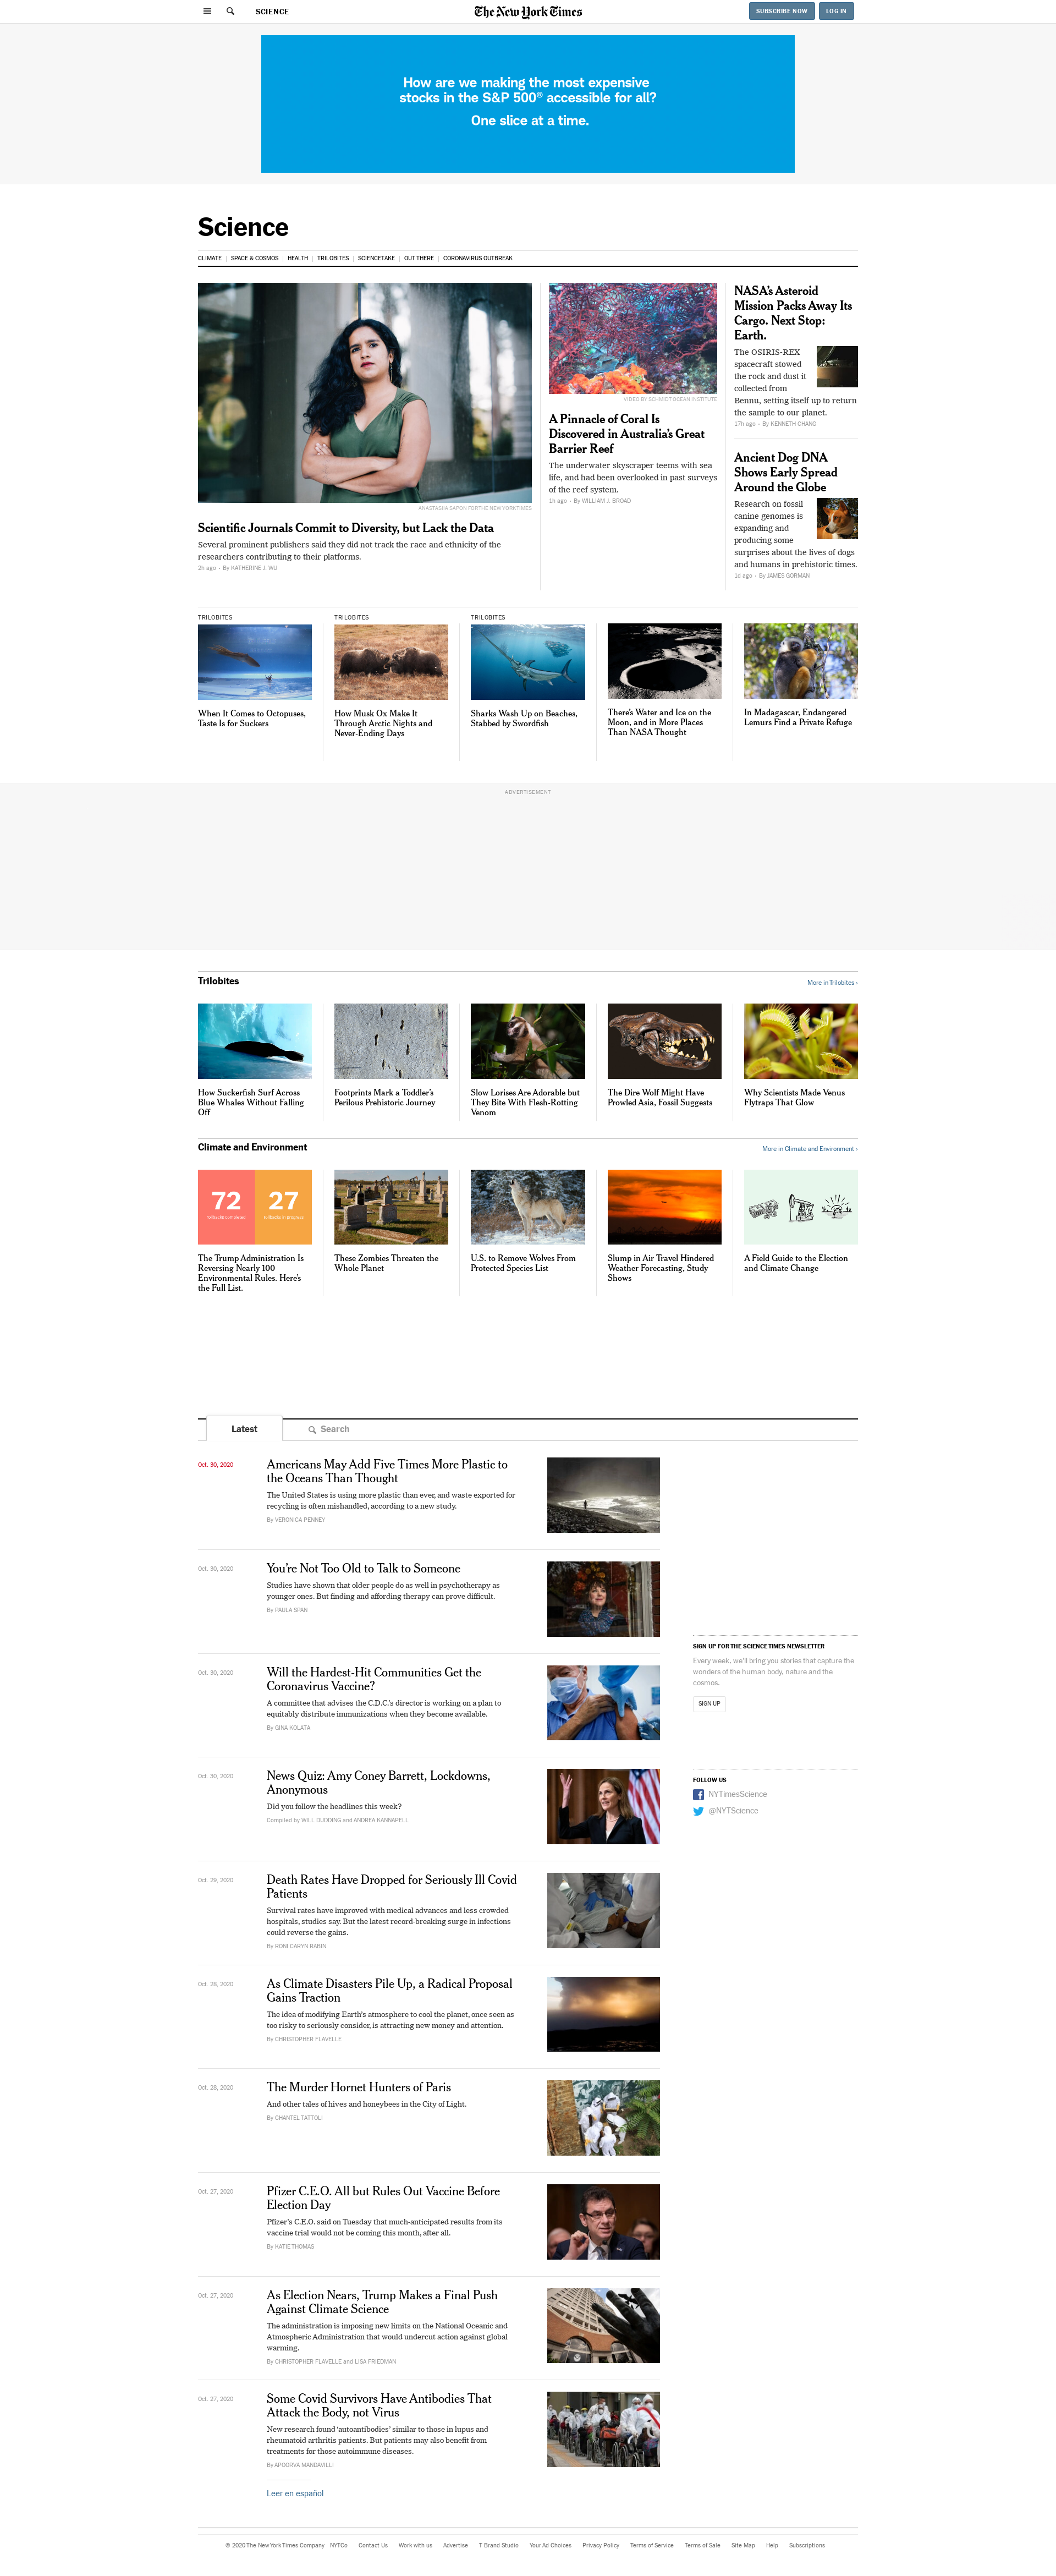 SCIENCE
The New York Times
SUBSCRIBE NOW
LOG IN
How are we making the most expensive
stocks in the S&P 500® accessible for all?
One slice at a time.
Science
CLIMATE | SPACE & COSMOS | HEALTH | TRILOBITES | SCIENCETAKE | OUT THERE | CORONAVIRUS OUTBREAK
ANASTASIIA SAPON FOR THE NEW YORK TIMES
Scientific Journals Commit to Diversity, but Lack the Data
Several prominent publishers said they did not track the race and ethnicity of the
researchers contributing to their platforms.
2h ago • By KATHERINE J. WU
VIDEO BY SCHMIDT OCEAN INSTITUTE
A Pinnacle of Coral Is
Discovered in Australia's Great
Barrier Reef
The underwater skyscraper teems with sea
life, and had been overlooked in past surveys
of the reef system.
1h ago • By WILLIAM J. BROAD
NASA's Asteroid
Mission Packs Away Its
Cargo. Next Stop:
Earth.
The OSIRIS-REX
spacecraft stowed
the rock and dust it
collected from
Bennu, setting itself up to return
the sample to our planet.
17h ago • By KENNETH CHANG
Ancient Dog DNA
Shows Early Spread
Around the Globe
Research on fossil
canine genomes is
expanding and
producing some
surprises about the lives of dogs
and humans in prehistoric times.
1d ago • By JAMES GORMAN
TRILOBITES
When It Comes to Octopuses,
Taste Is for Suckers
TRILOBITES
How Musk Ox Make It
Through Arctic Nights and
Never-Ending Days
TRILOBITES
Sharks Wash Up on Beaches,
Stabbed by Swordfish
There's Water and Ice on the
Moon, and in More Places
Than NASA Thought
In Madagascar, Endangered
Lemurs Find a Private Refuge
ADVERTISEMENT
Trilobites
More in Trilobites ›
How Suckerfish Surf Across
Blue Whales Without Falling
Off
Footprints Mark a Toddler's
Perilous Prehistoric Journey
Slow Lorises Are Adorable but
They Bite With Flesh-Rotting
Venom
The Dire Wolf Might Have
Prowled Asia, Fossil Suggests
Why Scientists Made Venus
Flytraps That Glow
Climate and Environment
More in Climate and Environment ›
72
rollbacks completed
27
rollbacks in progress
The Trump Administration Is
Reversing Nearly 100
Environmental Rules. Here's
the Full List.
These Zombies Threaten the
Whole Planet
U.S. to Remove Wolves From
Protected Species List
Slump in Air Travel Hindered
Weather Forecasting, Study
Shows
A Field Guide to the Election
and Climate Change
Latest
Search
Oct. 30, 2020
Americans May Add Five Times More Plastic to
the Oceans Than Thought
The United States is using more plastic than ever, and waste exported for
recycling is often mishandled, according to a new study.
By VERONICA PENNEY
Oct. 30, 2020
You're Not Too Old to Talk to Someone
Studies have shown that older people do as well in psychotherapy as
younger ones. But finding and affording therapy can prove difficult.
By PAULA SPAN
Oct. 30, 2020
Will the Hardest-Hit Communities Get the
Coronavirus Vaccine?
A committee that advises the C.D.C.'s director is working on a plan to
equitably distribute immunizations when they become available.
By GINA KOLATA
Oct. 30, 2020
News Quiz: Amy Coney Barrett, Lockdowns,
Anonymous
Did you follow the headlines this week?
Compiled by WILL DUDDING and ANDREA KANNAPELL
Oct. 29, 2020
Death Rates Have Dropped for Seriously Ill Covid
Patients
Survival rates have improved with medical advances and less crowded
hospitals, studies say. But the latest record-breaking surge in infections
could reverse the gains.
By RONI CARYN RABIN
Oct. 28, 2020
As Climate Disasters Pile Up, a Radical Proposal
Gains Traction
The idea of modifying Earth's atmosphere to cool the planet, once seen as
too risky to seriously consider, is attracting new money and attention.
By CHRISTOPHER FLAVELLE
Oct. 28, 2020
The Murder Hornet Hunters of Paris
And other tales of hives and honeybees in the City of Light.
By CHANTEL TATTOLI
Oct. 27, 2020
Pfizer C.E.O. All but Rules Out Vaccine Before
Election Day
Pfizer's C.E.O. said on Tuesday that much-anticipated results from its
vaccine trial would not be coming this month, after all.
By KATIE THOMAS
Oct. 27, 2020
As Election Nears, Trump Makes a Final Push
Against Climate Science
The administration is imposing new limits on the National Oceanic and
Atmospheric Administration that would undercut action against global
warming.
By CHRISTOPHER FLAVELLE and LISA FRIEDMAN
Oct. 27, 2020
Some Covid Survivors Have Antibodies That
Attack the Body, not Virus
New research found 'autoantibodies' similar to those in lupus and
rheumatoid arthritis patients. But patients may also benefit from
treatments for those autoimmune diseases.
By APOORVA MANDAVILLI
Leer en español
SIGN UP FOR THE SCIENCE TIMES NEWSLETTER
Every week, we'll bring you stories that capture the
wonders of the human body, nature and the
cosmos.
SIGN UP
FOLLOW US
NYTimesScience
@NYTScience
© 2020 The New York Times Company NYTCo Contact Us Work with us Advertise T Brand Studio Your Ad Choices Privacy Policy Terms of Service Terms of Sale Site Map Help Subscriptions